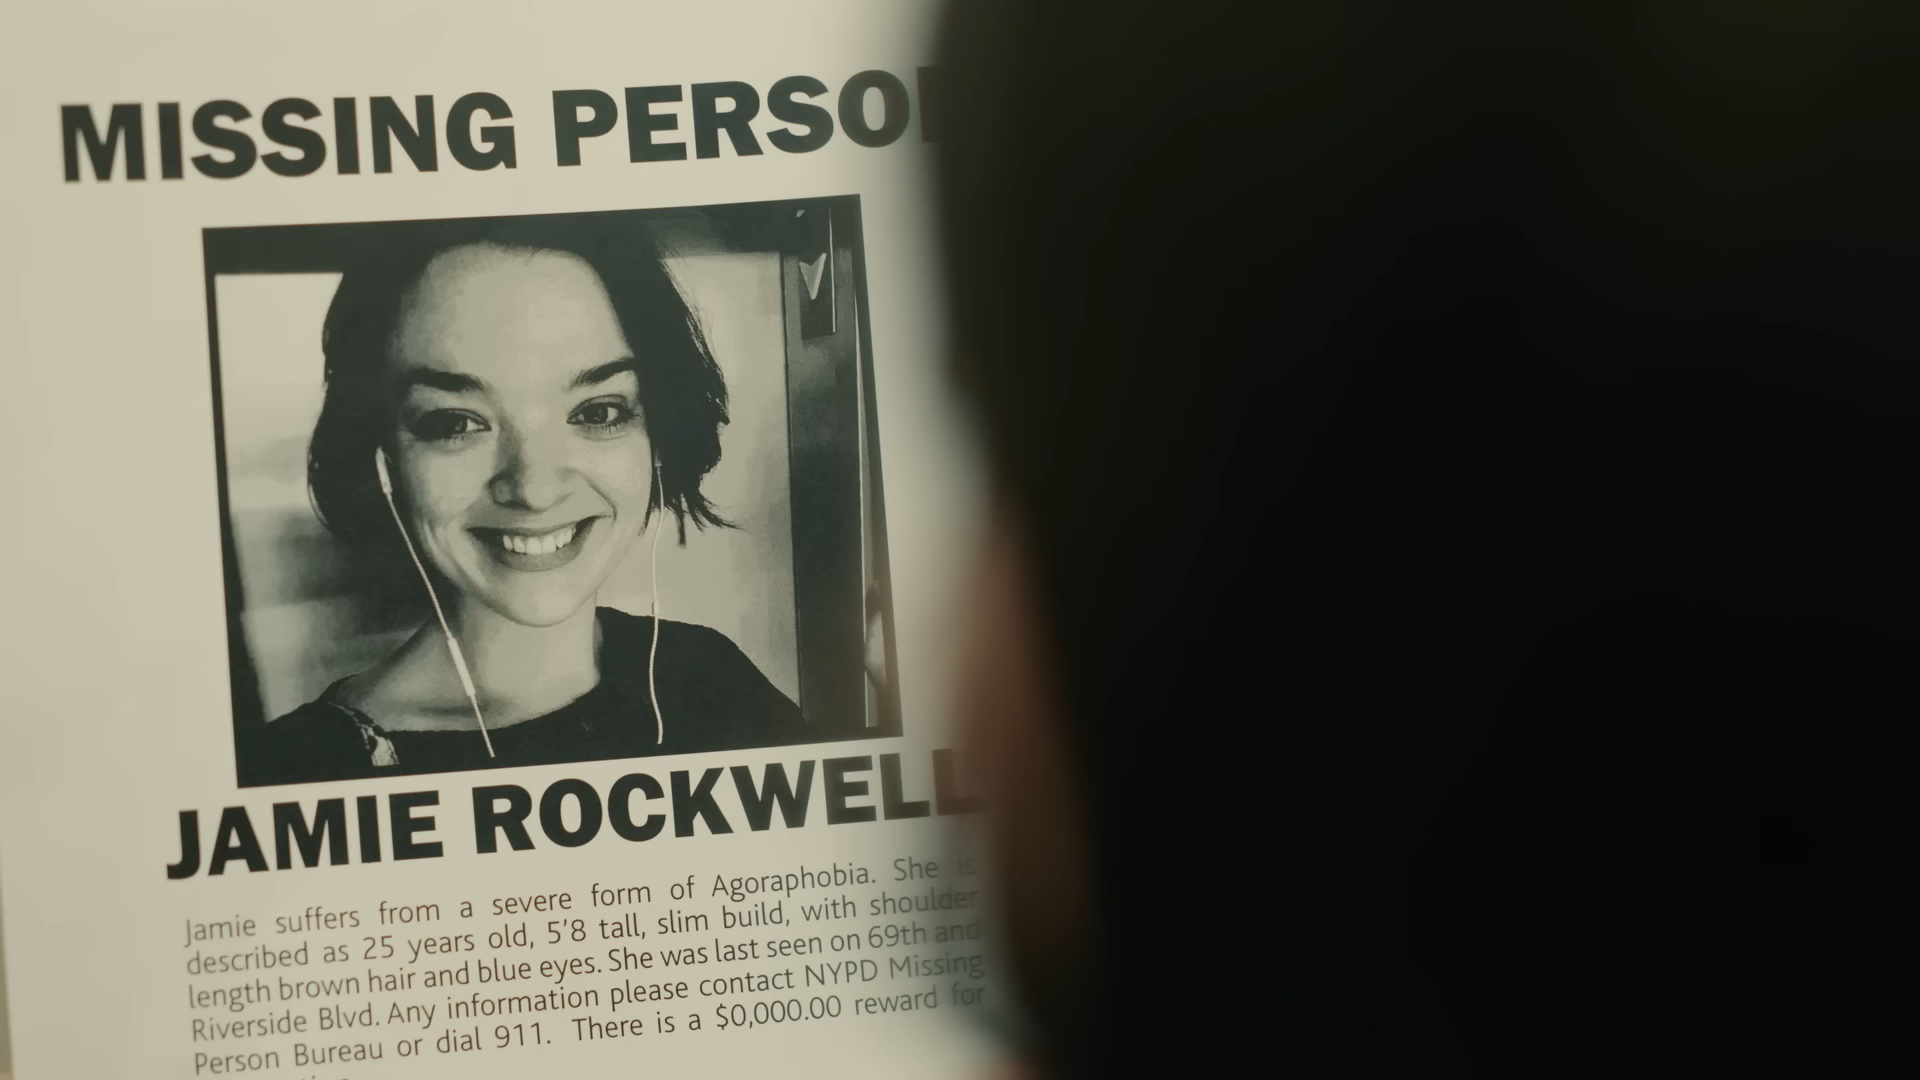 MISSING PERSON
JAMIE ROCKWELL
Jamie suffers from a severe form of Agoraphobia. She is
described as 25 years old, 5'8 tall, slim build, with shoulder
length brown hair and blue eyes. She was last seen on 69th and
Riverside Blvd. Any information please contact NYPD Missing
Person Bureau or dial 911. There is a $0,000.00 reward for